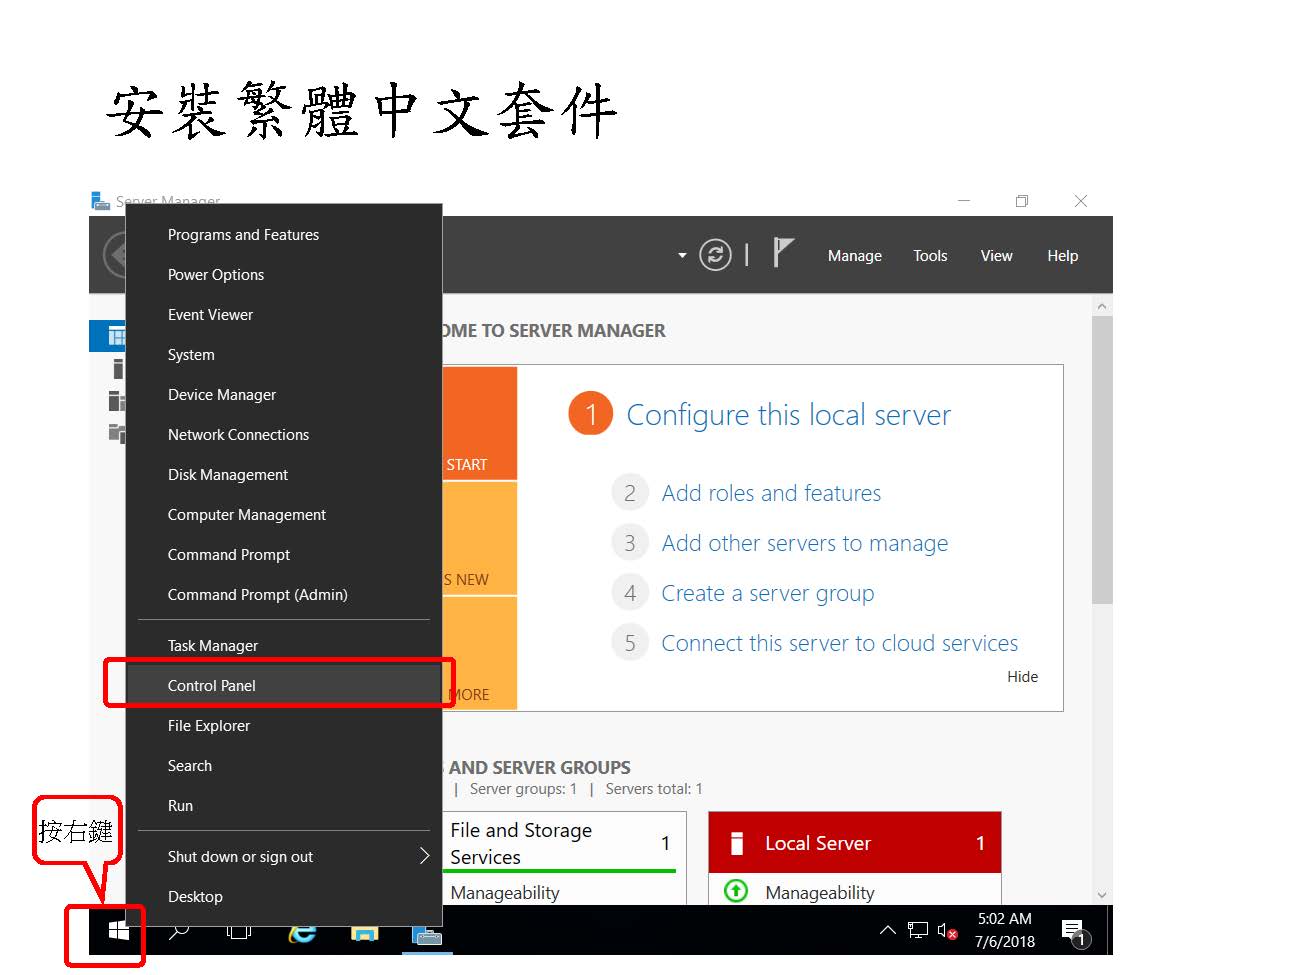 安裝繁體中文套件
Server Manager
Programs and Features
Power Options
Event Viewer
System
Device Manager
Network Connections
Disk Management
Computer Management
Command Prompt
Command Prompt (Admin)
Task Manager
Control Panel
File Explorer
Search
Run
Shut down or sign out
Desktop
按右鍵
Manage Tools View Help
OME TO SERVER MANAGER
START
S NEW
MORE
1 Configure this local server
2 Add roles and features
3 Add other servers to manage
4 Create a server group
5 Connect this server to cloud services
Hide
AND SERVER GROUPS
| Server groups: 1 | Servers total: 1
File and Storage 1
Services
Manageability
Local Server 1
Manageability
5:02 AM
7/6/2018
1